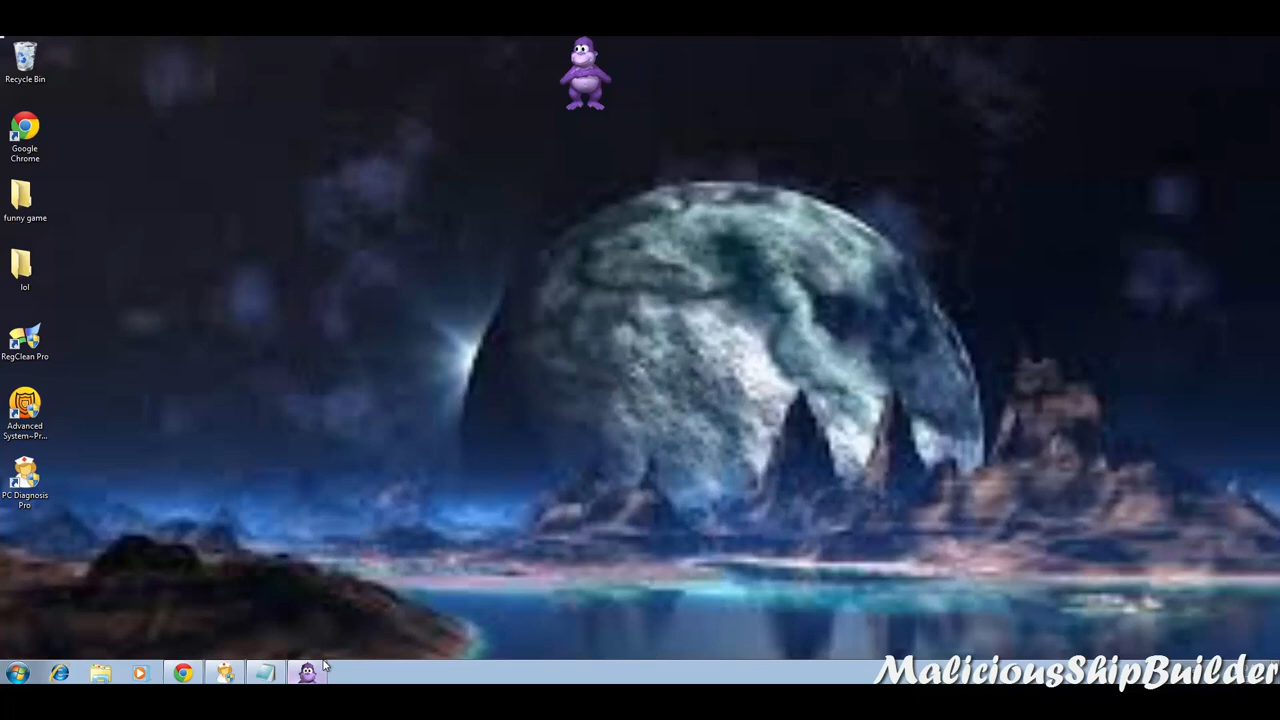 Recycle Bin
Google
Chrome
funny game
lol
RegClean Pro
Advanced
System~Pr...
PC Diagnosis
Pro
MaliciousShipBuilder